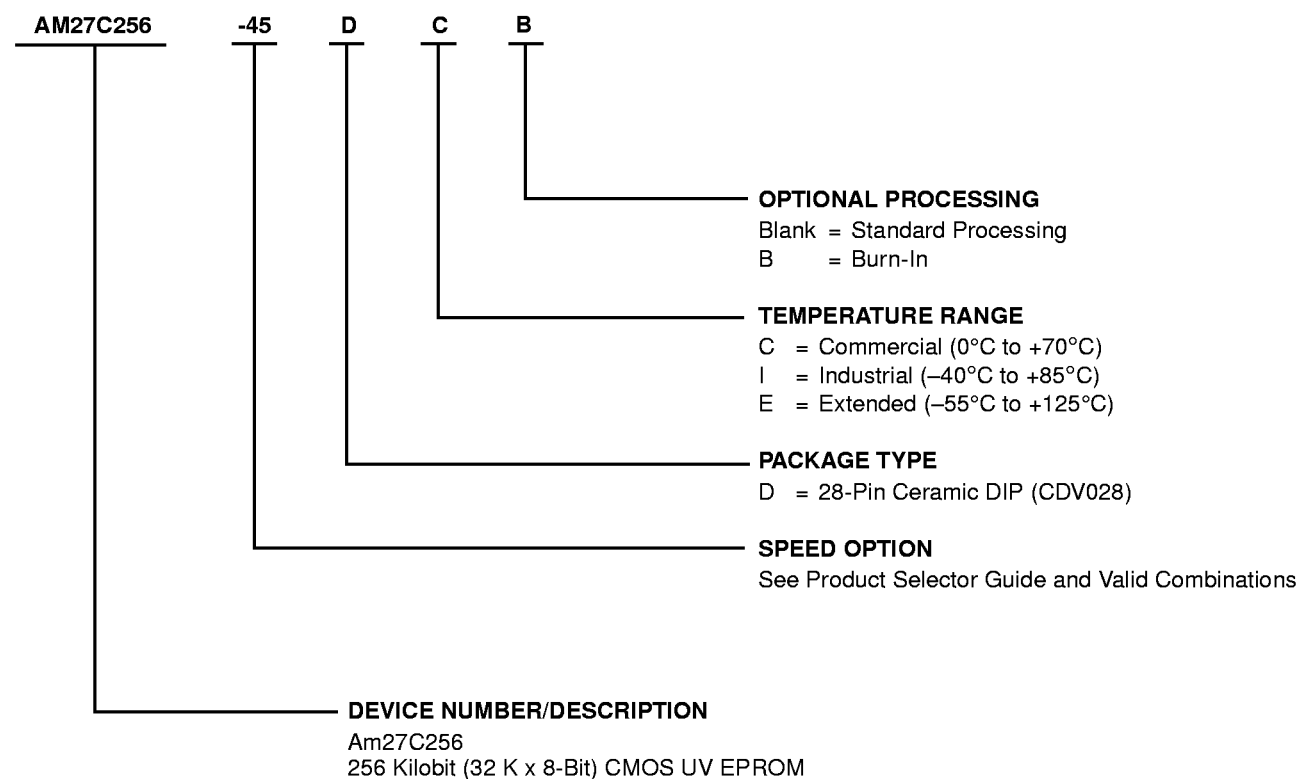 AM27C256 -45 D C B
OPTIONAL PROCESSING
Blank = Standard Processing
B = Burn-In
TEMPERATURE RANGE
C = Commercial (0°C to +70°C)
I = Industrial (–40°C to +85°C)
E = Extended (–55°C to +125°C)
PACKAGE TYPE
D = 28-Pin Ceramic DIP (CDV028)
SPEED OPTION
See Product Selector Guide and Valid Combinations
DEVICE NUMBER/DESCRIPTION
Am27C256
256 Kilobit (32 K x 8-Bit) CMOS UV EPROM